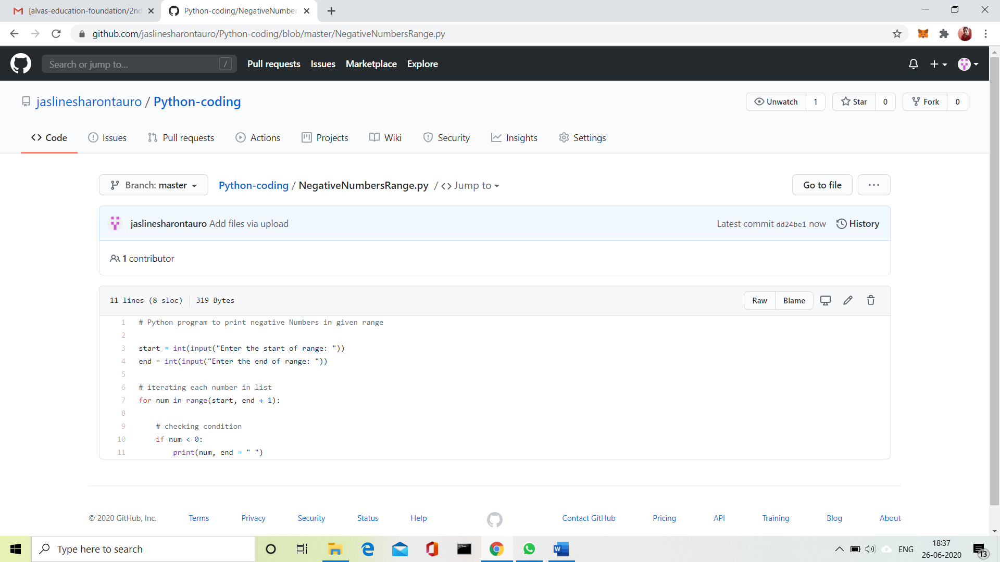 [alvas-education-foundation/2nd
Python-coding/NegativeNumber
github.com/jaslinesharontauro/Python-coding/blob/master/NegativeNumbersRange.py
Search or jump to... / Pull requests Issues Marketplace Explore
jaslinesharontauro / Python-coding
Unwatch 1 Star 0 Fork 0
Code Issues Pull requests Actions Projects Wiki Security Insights Settings
Branch: master Python-coding / NegativeNumbersRange.py / Jump to Go to file ...
jaslinesharontauro Add files via upload Latest commit dd24be1 now History
1 contributor
11 lines (8 sloc) 319 Bytes Raw Blame
1 # Python program to print negative Numbers in given range
2
3 start = int(input("Enter the start of range: "))
4 end = int(input("Enter the end of range: "))
5
6 # iterating each number in list
7 for num in range(start, end + 1):
8
9 # checking condition
10 if num < 0:
11 print(num, end = " ")
© 2020 GitHub, Inc. Terms Privacy Security Status Help Contact GitHub Pricing API Training Blog About
Type here to search
W
ENG
18:37
26-06-2020
13